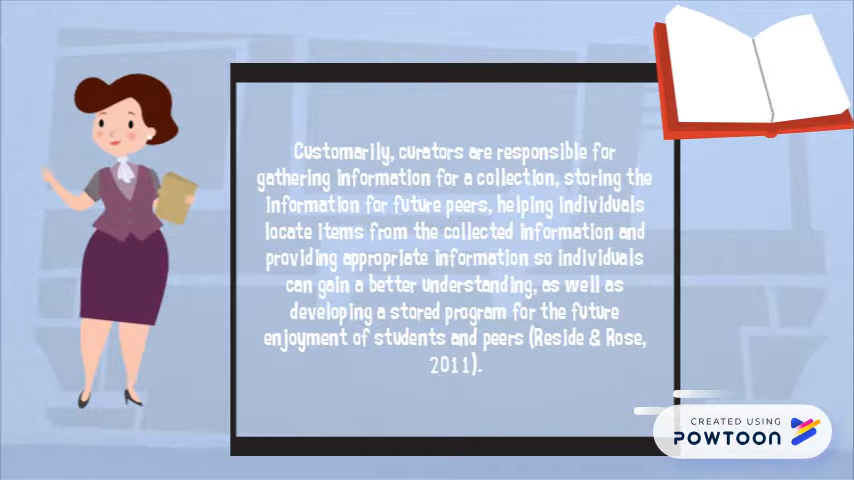 Customarily, curators are responsible for
gathering information for a collection, storing the
information for future peers, helping individuals
locate items from the collected information and
providing appropriate information so individuals
can gain a better understanding, as well as
developing a stored program for the future
enjoyment of students and peers (Reside & Rose,
2011).
CREATED USING
POWTOON